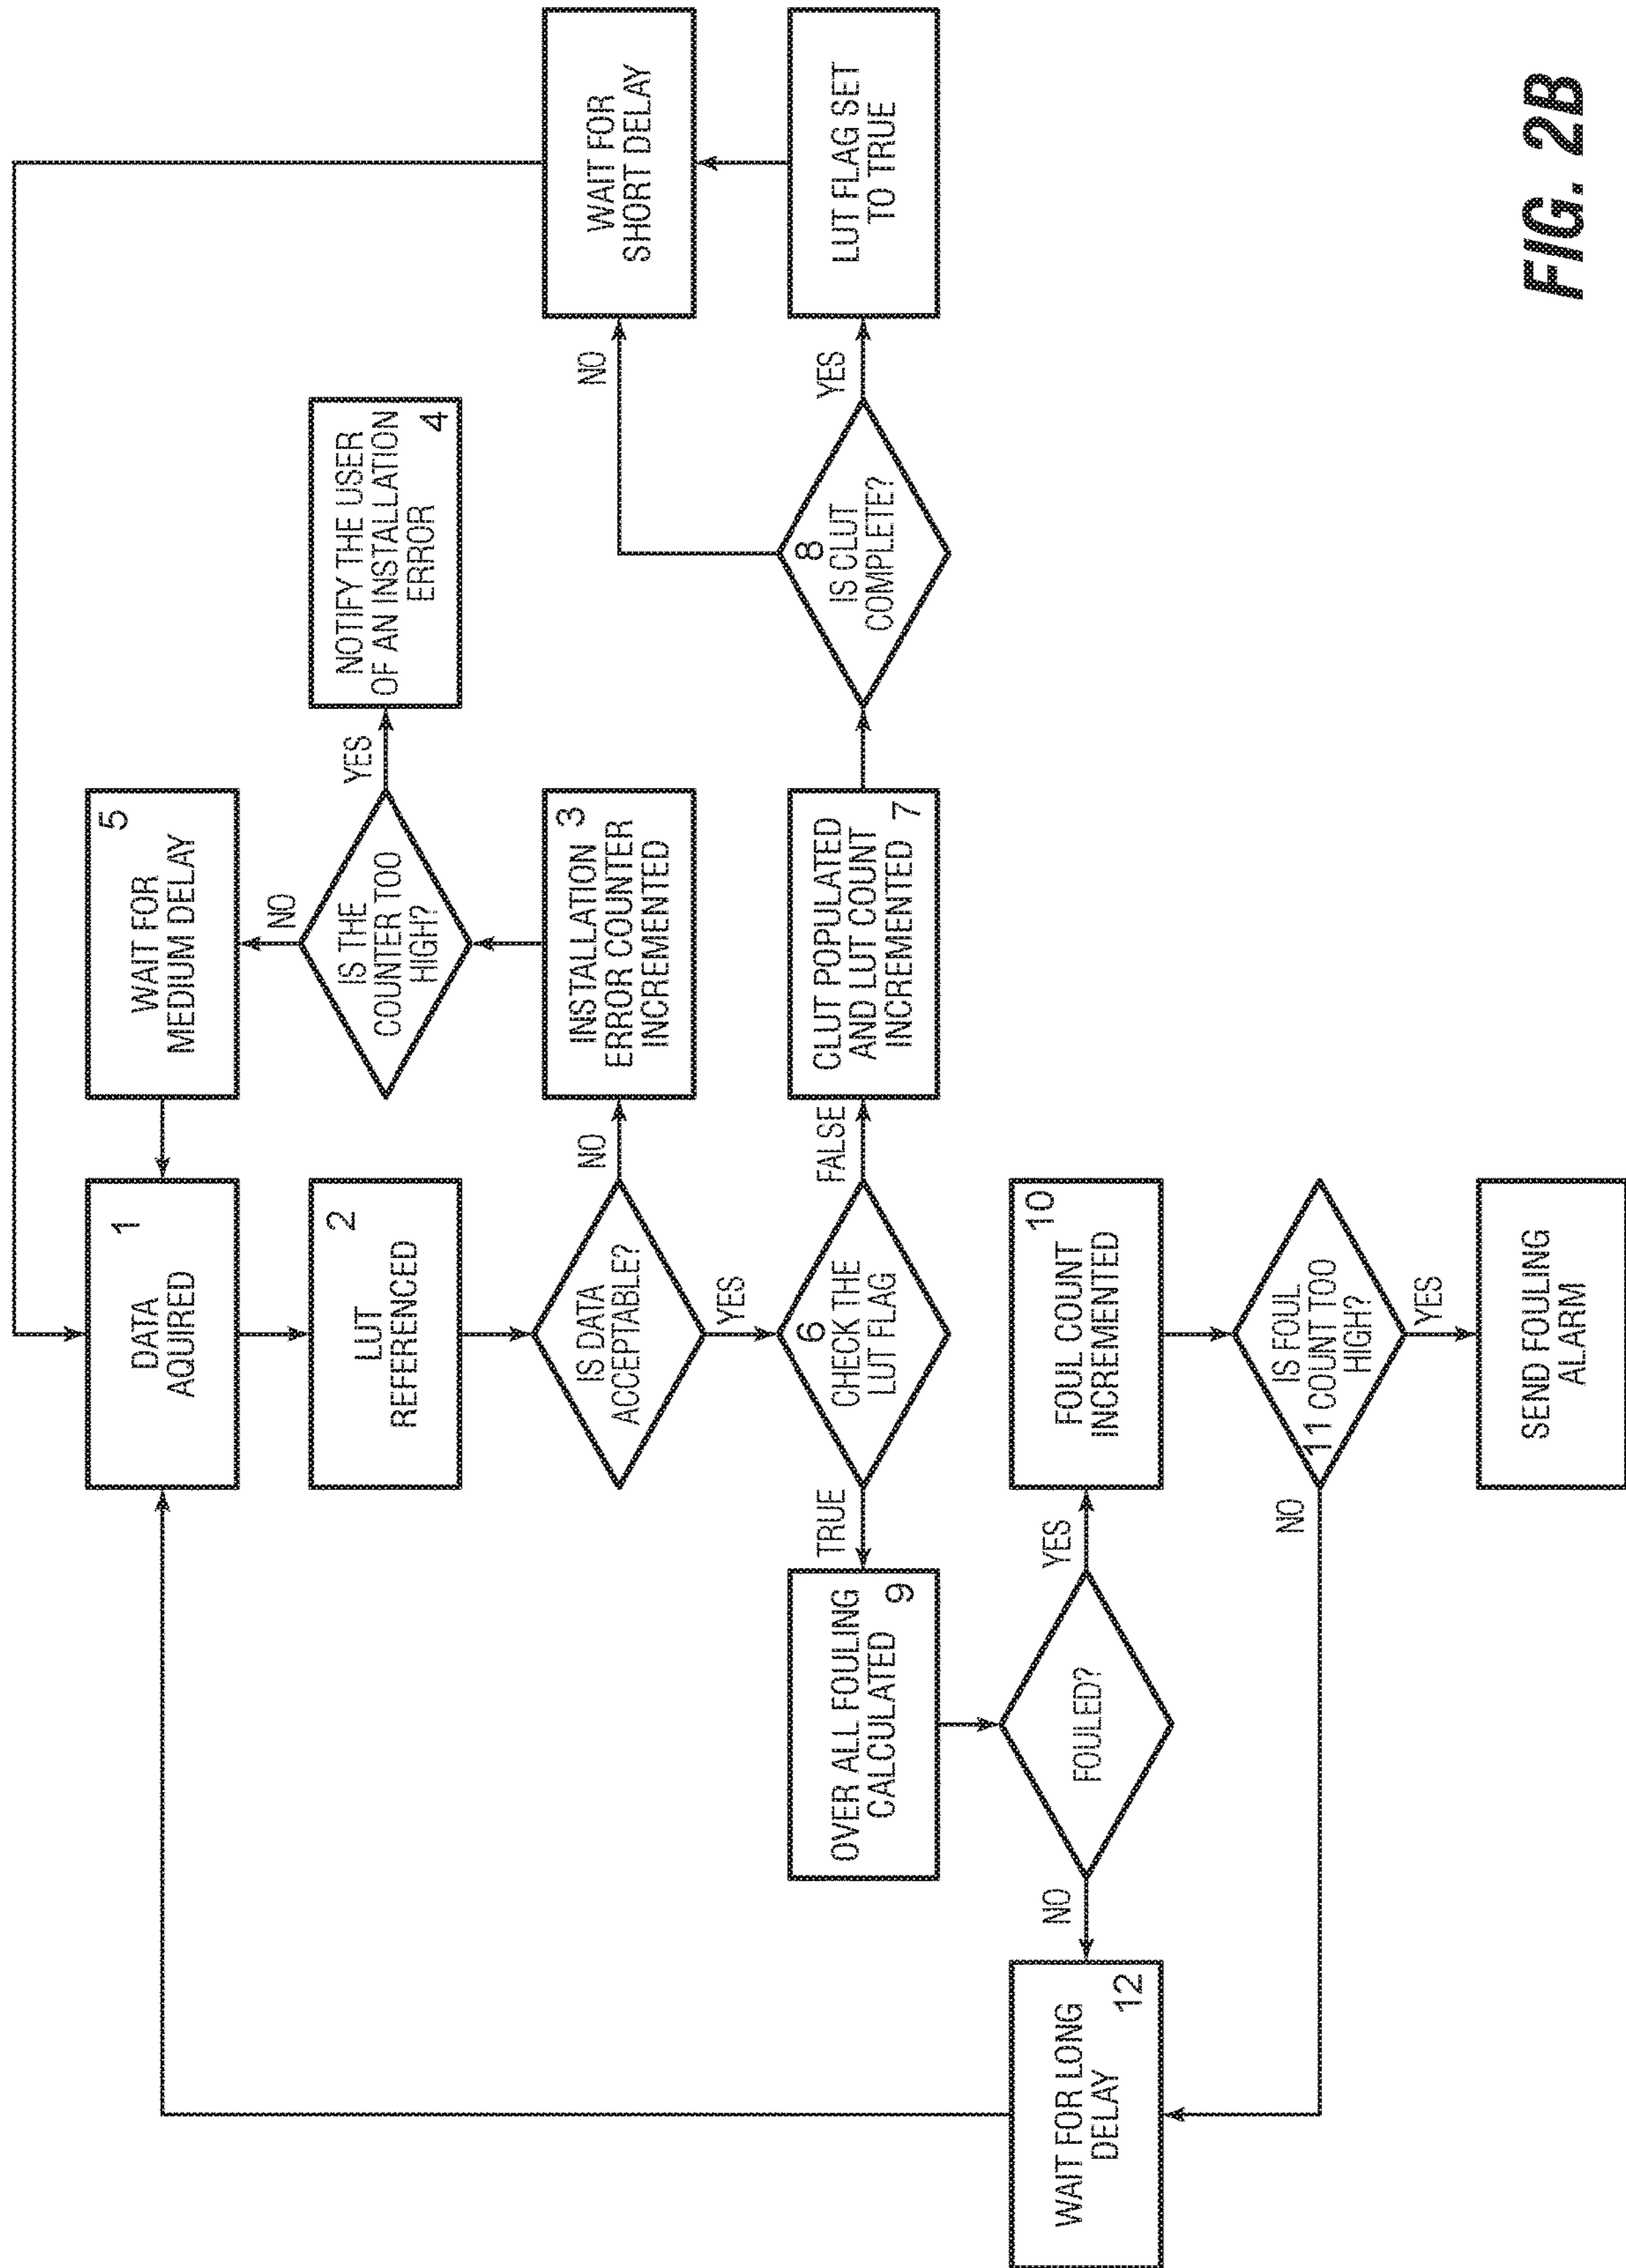 DATA
AQUIRED
1
LUT
REFERENCED
2
IS DATA
ACCEPTABLE?
NO
YES
INSTALLATION
ERROR COUNTER
INCREMENTED
3
IS THE
COUNTER TOO
HIGH?
YES
NO
NOTIFY THE USER
OF AN INSTALLATION
ERROR
4
5
WAIT FOR
MEDIUM DELAY
6
CHECK THE
LUT FLAG
FALSE
TRUE
CLUT POPULATED
AND LUT COUNT
INCREMENTED
7
8
IS CLUT
COMPLETE?
NO
YES
WAIT FOR
SHORT DELAY
LUT FLAG SET
TO TRUE
OVER ALL FOULING
CALCULATED
9
FOULED?
YES
NO
10
FOUL COUNT
INCREMENTED
IS FOUL
11 COUNT TOO
HIGH?
NO
YES
SEND FOULING
ALARM
WAIT FOR LONG
DELAY
12
FIG. 2B